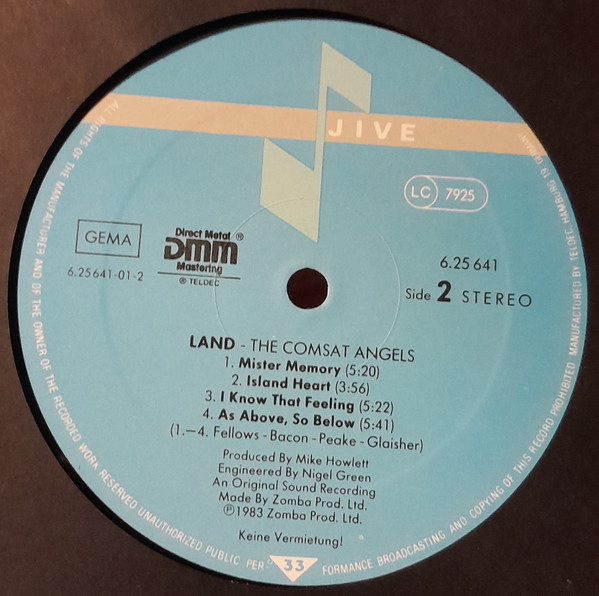 JIVE
LC 7925
GEMA
Direct Metal ®
DMM
Mastering
℗ TELDEC
6.25641-01-2
6.25 641
Side 2 STEREO
LAND - THE COMSAT ANGELS
1. Mister Memory (5:20)
2. Island Heart (3:56)
3. I Know That Feeling (5:22)
4. As Above, So Below (5:41)
(1.–4. Fellows - Bacon - Peake - Glaisher)
Produced By Mike Howlett
Engineered By Nigel Green
An Original Sound Recording
Made By Zomba Prod. Ltd.
℗1983 Zomba Prod. Ltd.
Keine Vermietung!
33
ALL RIGHTS OF THE MANUFACTURER AND OF THE OWNER OF THE RECORDED WORK RESERVED UNAUTHORIZED PUBLIC PER- FORMANCE BROADCASTING AND COPYING OF THIS RECORD PROHIBITED MANUFACTURED BY TELDEC, HAMBURG 19 GERMANY